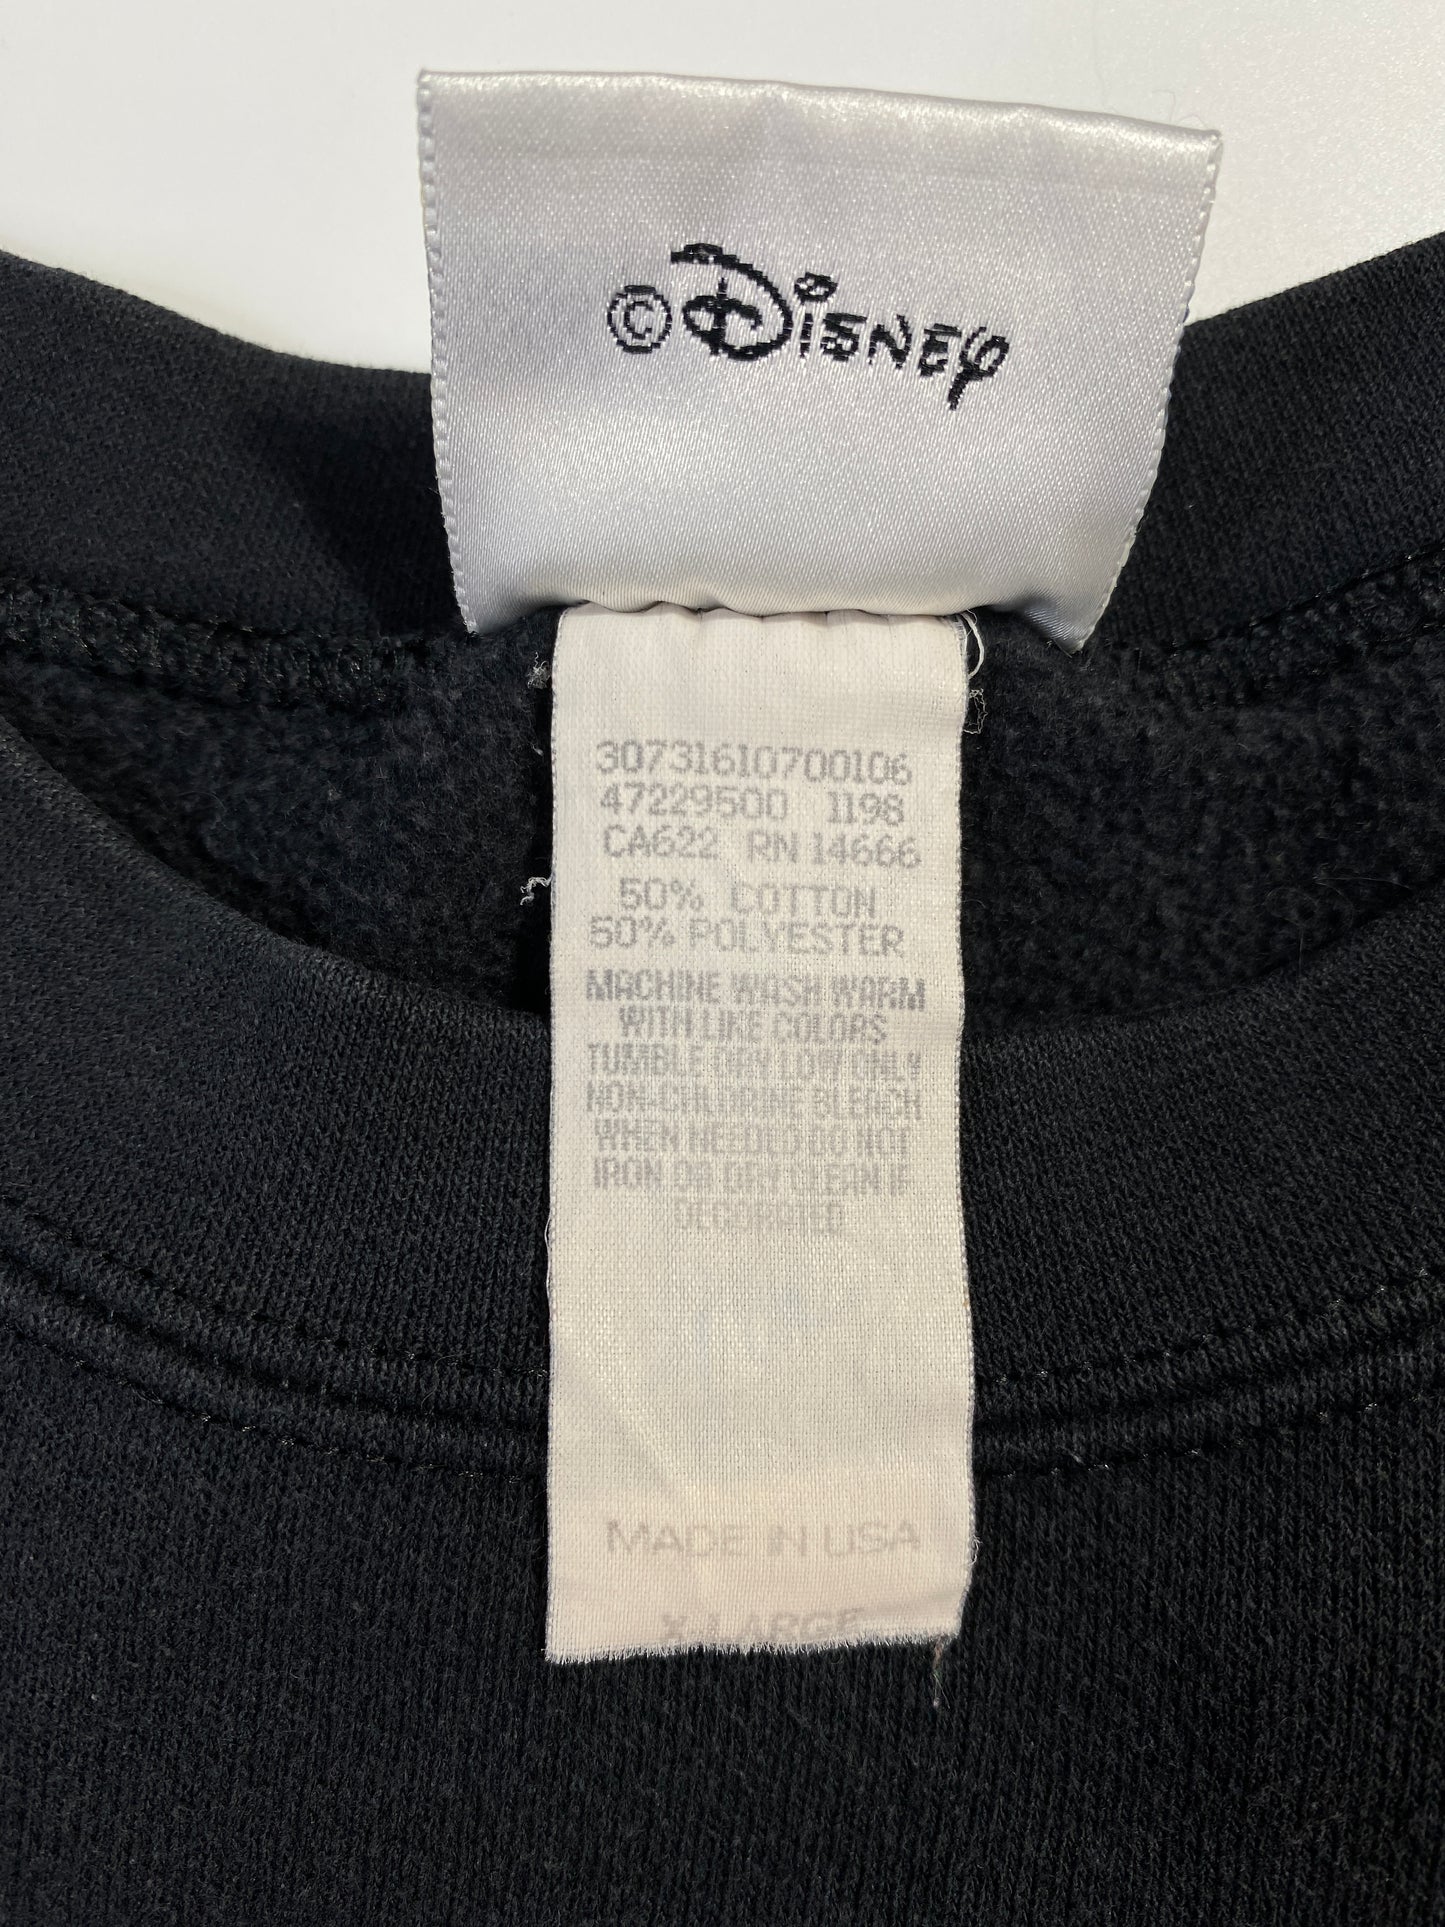 ©Disney
30731610700106
47229500 1198
CA622 RN 14666
50% COTTON
50% POLYESTER
MACHINE WASH WARM
WITH LIKE COLORS
TUMBLE DRY LOW ONLY
NON-CHLORINE BLEACH
WHEN NEEDED DO NOT
IRON OR DRY CLEAN IF
DECORATED
MADE IN USA
X-LARGE